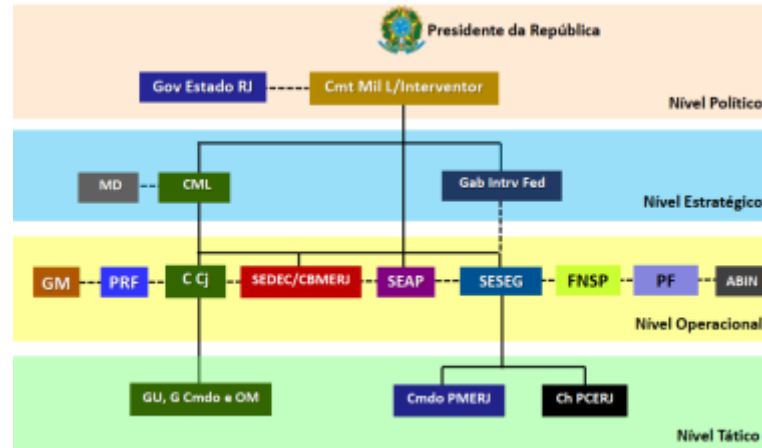 Presidente da República
Gov Estado RJ
Cmt Mil L/Interventor
Nível Político
MD
CML
Gab Intrv Fed
Nível Estratégico
GM
PRF
C Cj
SEDEC/CBMERJ
SEAP
SESEG
FNSP
PF
ABIN
Nível Operacional
GU, G Cmdo e OM
Cmdo PMERJ
Ch PCERJ
Nível Tático